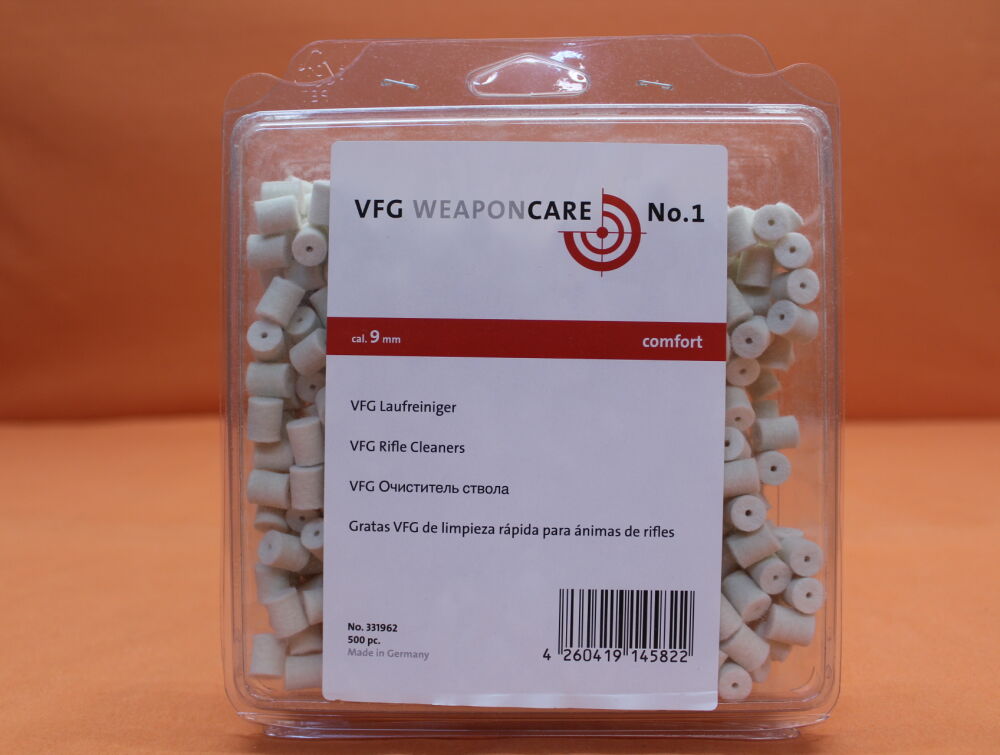 VFG WEAPONCARE No.1
cal. 9 mm comfort
VFG Laufreiniger
VFG Rifle Cleaners
VFG Очиститель ствола
Gratas VFG de limpieza rápida para ánimas de rifles
No. 331962
500 pc.
Made in Germany
4 260419 145822